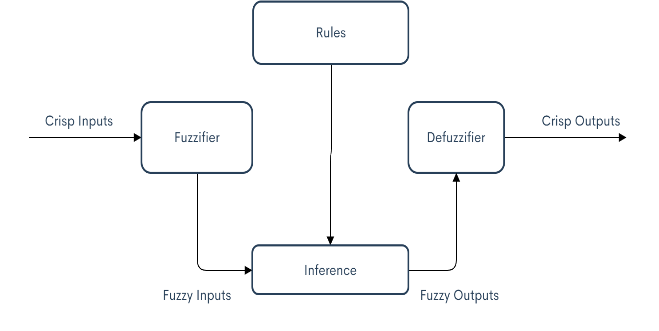 Rules
Crisp Inputs
Fuzzifier
Defuzzifier
Crisp Outputs
Inference
Fuzzy Inputs
Fuzzy Outputs